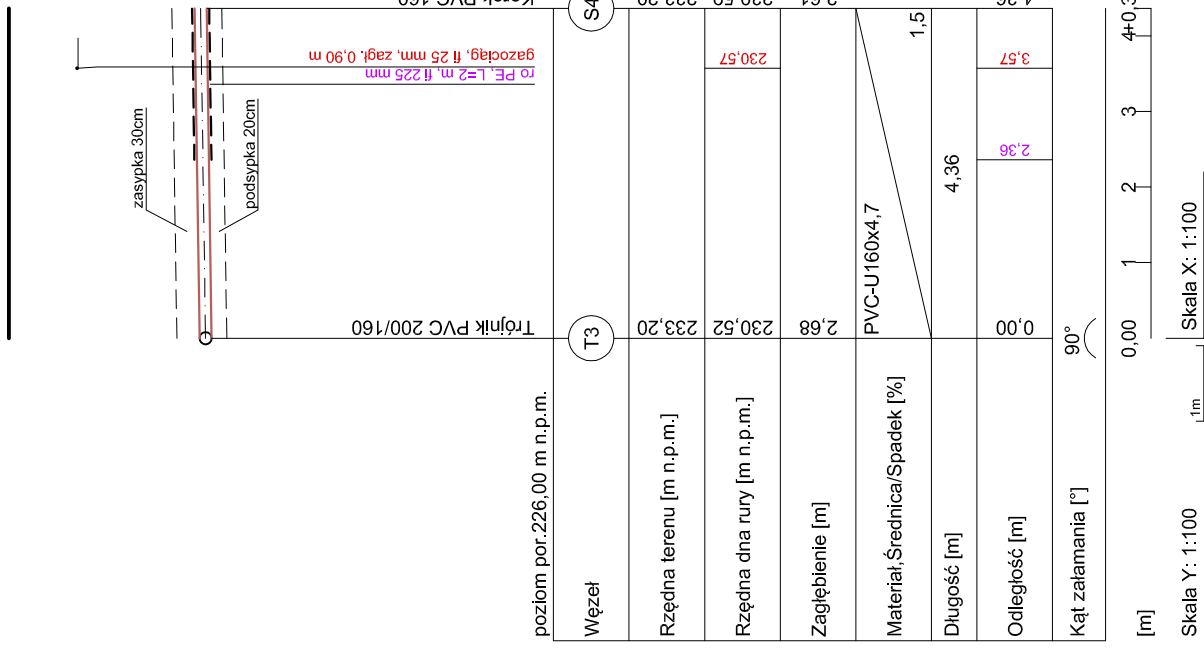 zasypka 30cm
podsypka 20cm
gazociąg, fi 25 mm, zagł. 0,90 m
ro PE, L=2 m, fi 225 mm
Trójnik PVC 200/160
Korek PVC 160
poziom por.226,00 m n.p.m.
Węzeł
T3
S4
Rzędna terenu [m n.p.m.]
233,20
Rzędna dna rury [m n.p.m.]
230,52
230,57
Zagłębienie [m]
2,68
Materiał,Średnica/Spadek [%]
PVC-U160x4,7
1,5
Długość [m]
4,36
Odległość [m]
0,00
2,36
3,57
4,36
Kąt załamania [°]
90°
[m]
0,00
1
2
3
Skala Y: 1:100
1m
Skala X: 1:100